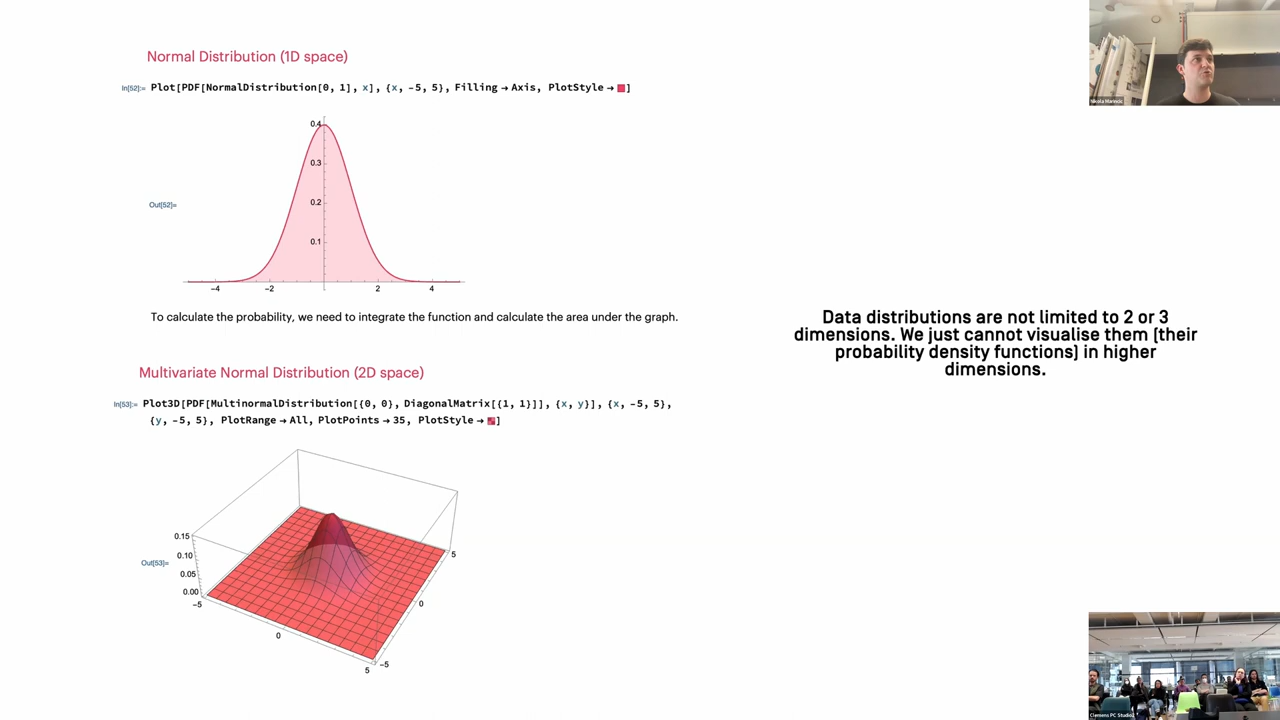 Normal Distribution (1D space)
In[52]:= Plot[PDF[NormalDistribution[0, 1], x], {x, -5, 5}, Filling → Axis, PlotStyle → ]
0.4
0.3
Out[52]=
0.2
0.1
-4 -2 2 4
To calculate the probability, we need to integrate the function and calculate the area under the graph.
Multivariate Normal Distribution (2D space)
In[53]:= Plot3D[PDF[MultinormalDistribution[{0, 0}, DiagonalMatrix[{1, 1}]], {x, y}], {x, -5, 5},
{y, -5, 5}, PlotRange → All, PlotPoints → 35, PlotStyle → ]
Out[53]=
0.15
0.10
0.05
0.00
-5
0
5
-5
0
5
Data distributions are not limited to 2 or 3
dimensions. We just cannot visualise them (their
probability density functions) in higher
dimensions.
Nikola Marincic
Clemens PC Studio2